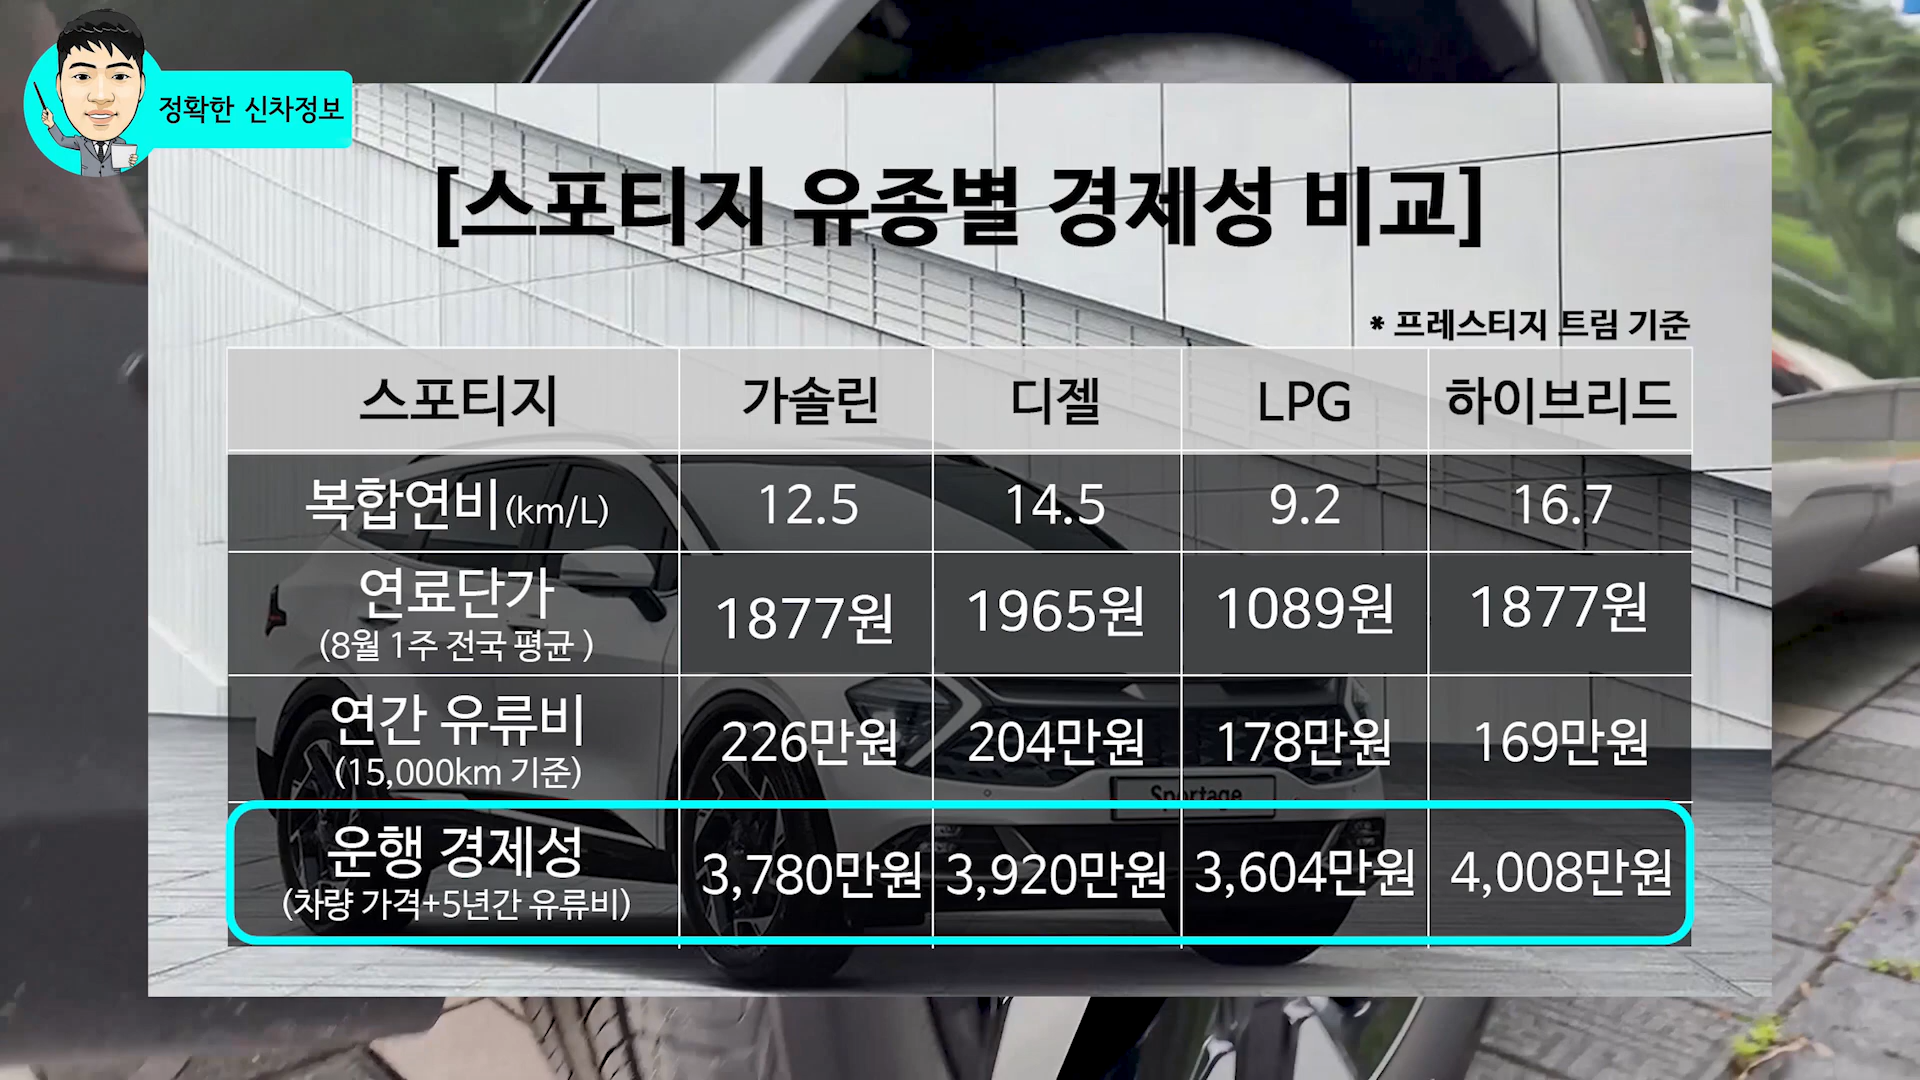 정확한 신차정보
[스포티지 유종별 경제성 비교]
* 프레스티지 트림 기준
스포티지 가솔린 디젤 LPG 하이브리드
복합연비(km/L) 12.5 14.5 9.2 16.7
연료단가
(8월 1주 전국 평균 )
1877원 1965원 1089원 1877원
연간 유류비
(15,000km 기준)
226만원 204만원 178만원 169만원
Sportage
운행 경제성
(차량 가격+5년간 유류비)
3,780만원 3,920만원 3,604만원 4,008만원